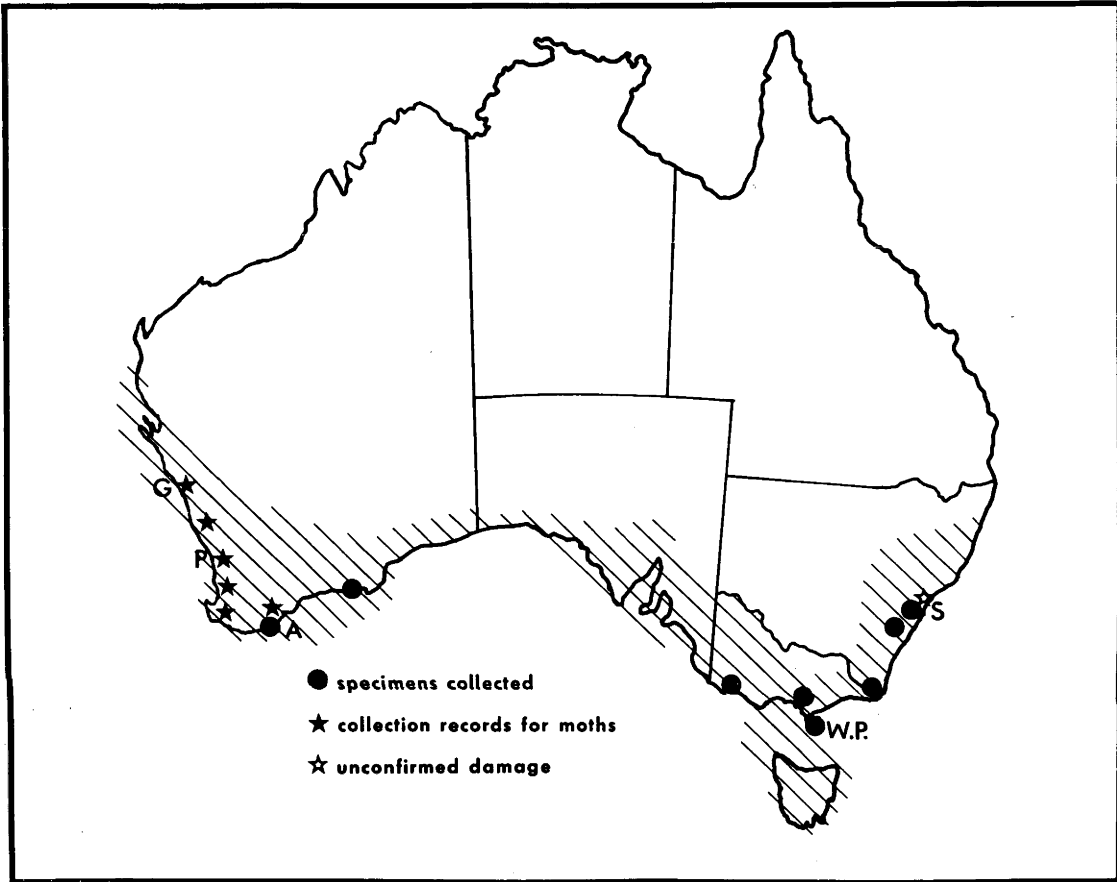 G
P
A
S
W.P.
specimens collected
collection records for moths
unconfirmed damage